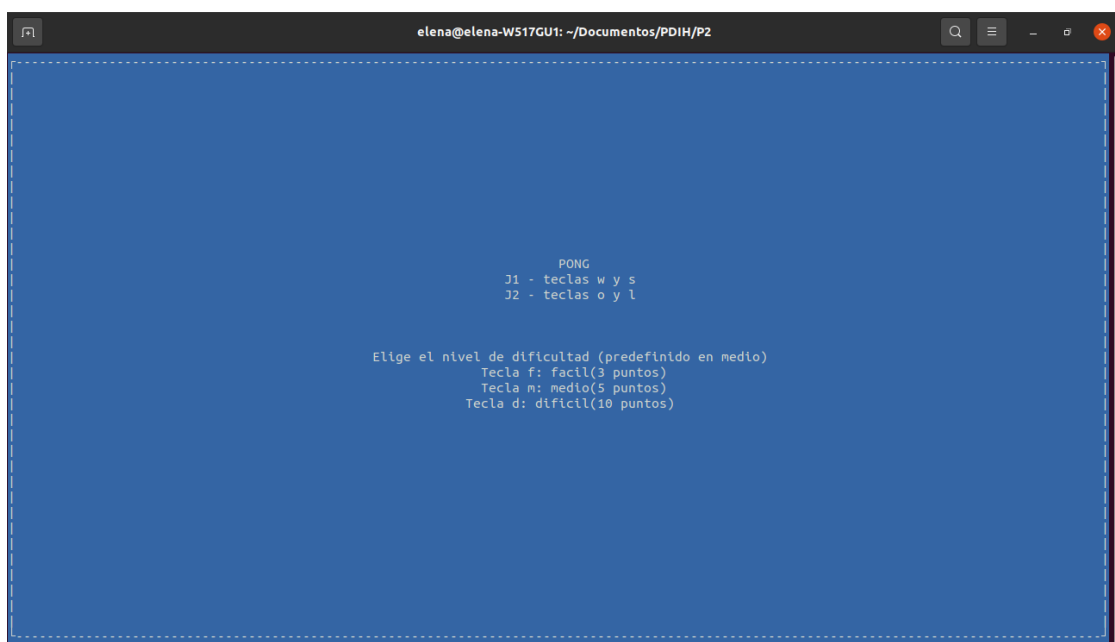 elena@elena-W517GU1: ~/Documentos/PDIH/P2
PONG
J1 - teclas w y s
J2 - teclas o y l
Elige el nivel de dificultad (predefinido en medio)
Tecla f: facil(3 puntos)
Tecla m: medio(5 puntos)
Tecla d: dificil(10 puntos)